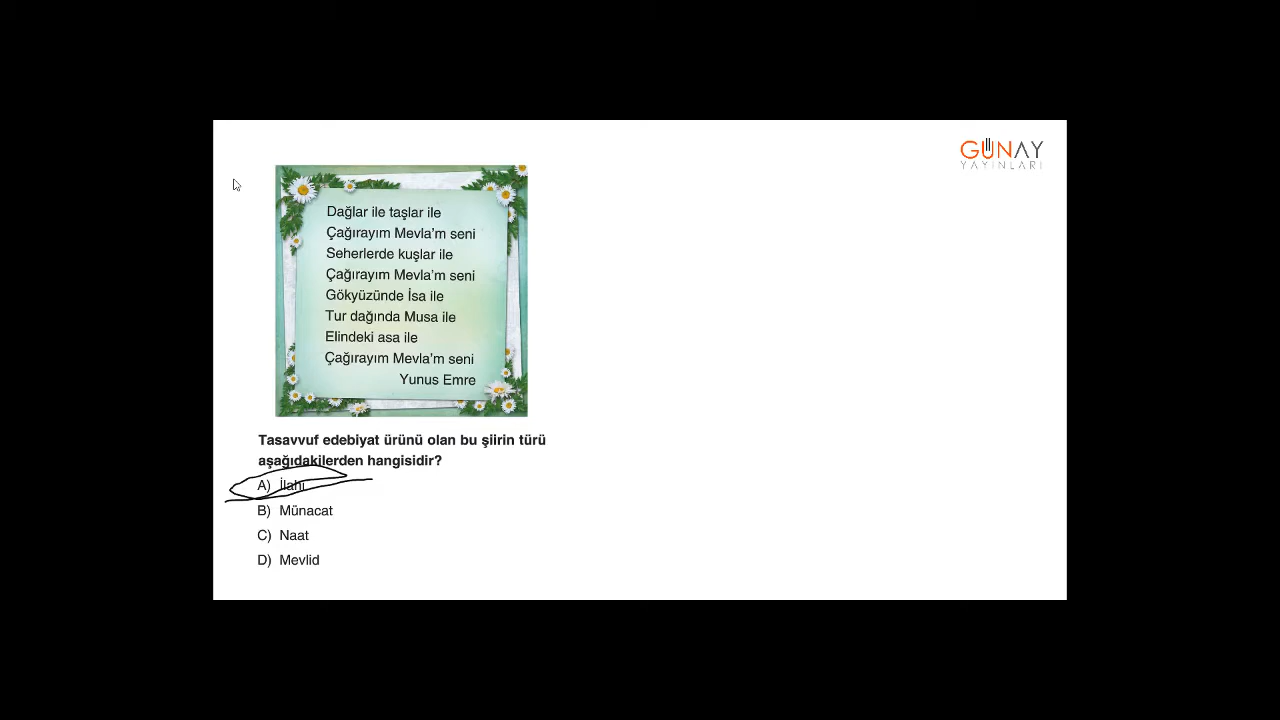 GÜNAY
YAYINLARI
Dağlar ile taşlar ile
Çağırayım Mevla'm seni
Seherlerde kuşlar ile
Çağırayım Mevla'm seni
Gökyüzünde İsa ile
Tur dağında Musa ile
Elindeki asa ile
Çağırayım Mevla'm seni
Yunus Emre
Tasavvuf edebiyat ürünü olan bu şiirin türü
aşağıdakilerden hangisidir?
A) İlahi
B) Münacat
C) Naat
D) Mevlid